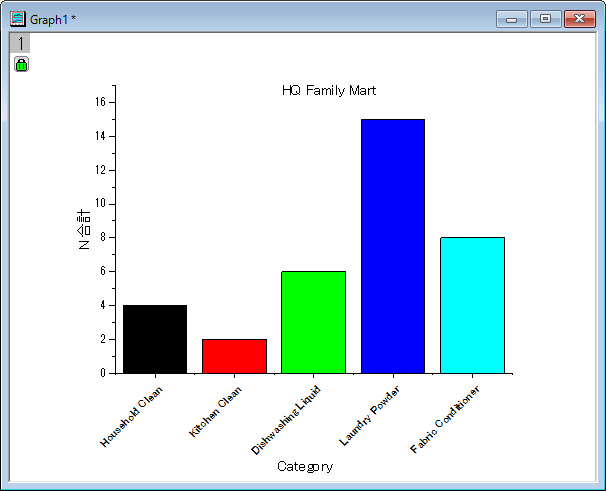 Graph1 *
1
HQ Family Mart
16
14
12
10
8
6
4
2
0
N 合計
Household Clean
Kitchen Clean
Dishwashing Liquid
Laundry Powder
Fabric Conditioner
Category